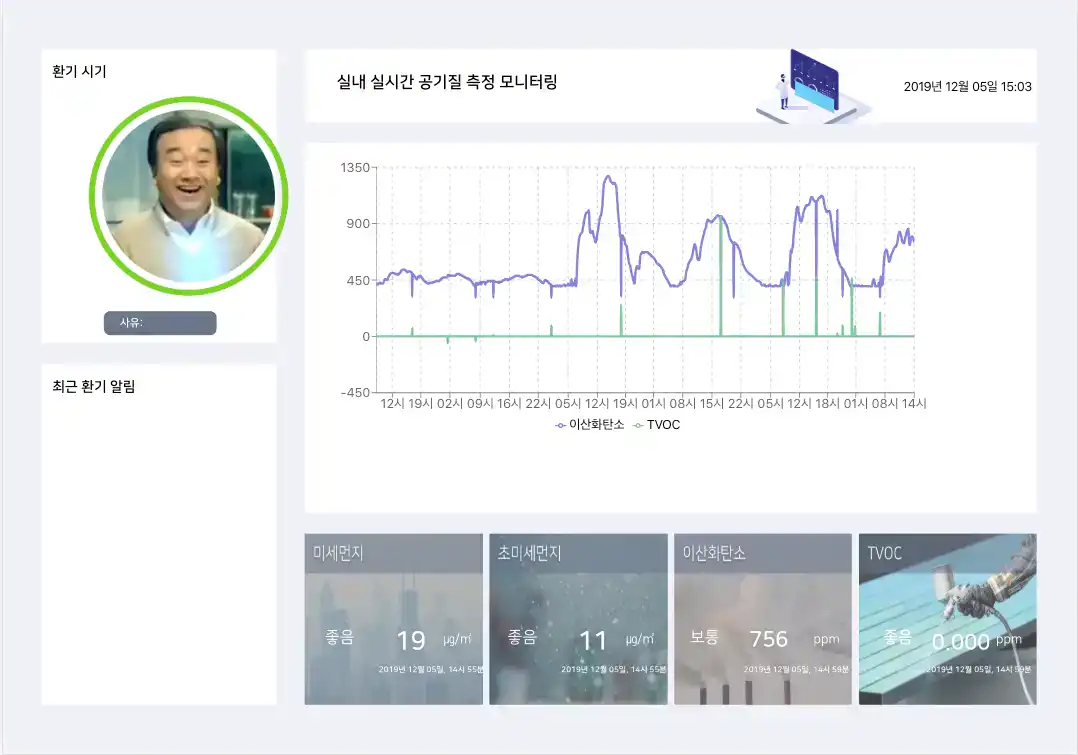 환기 시기
사유:
최근 환기 알림
실내 실시간 공기질 측정 모니터링
2019년 12월 05일 15:03
1350
900
450
0
-450
12시 19시 02시 09시 16시 22시 05시 12시 19시 01시 08시 15시 22시 05시 12시 18시 01시 08시 14시
이산화탄소 TVOC
미세먼지
좋음 19 μg/㎥
2019년 12월 05일, 14시 55분
초미세먼지
좋음 11 μg/㎥
2019년 12월 05일, 14시 55분
이산화탄소
보통 756 ppm
2019년 12월 05일, 14시 59분
TVOC
좋음 0.000 ppm
2019년 12월 05일, 14시 59분